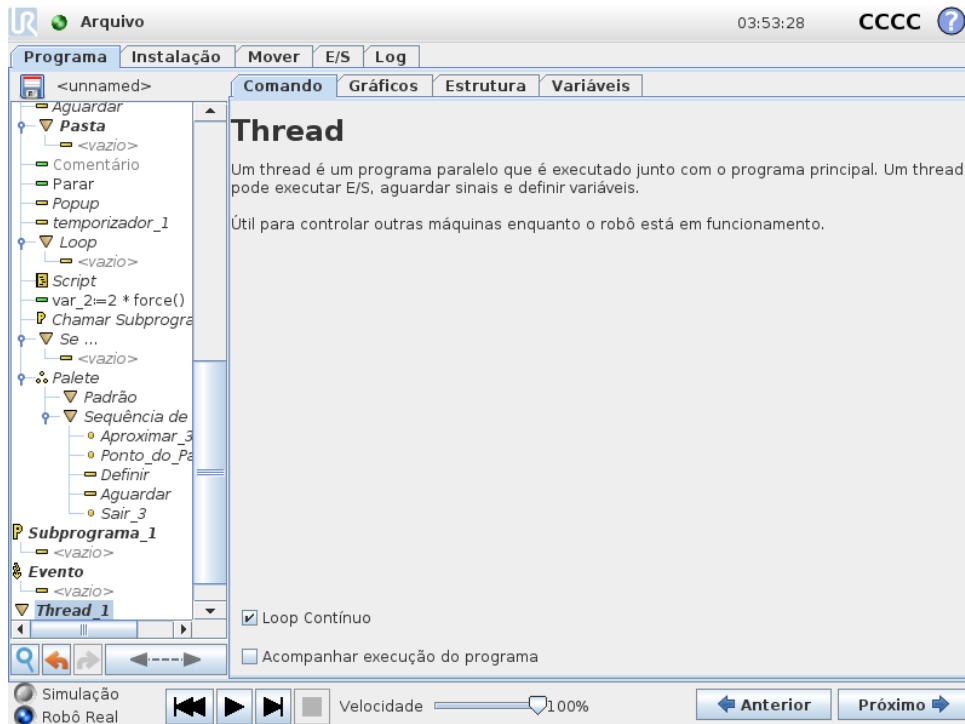 Arquivo
03:53:28
CCCC
?
Programa
Instalação
Mover
E/S
Log
<unnamed>
Comando
Gráficos
Estrutura
Variáveis
Aguardar
Pasta
<vazio>
Comentário
Parar
Popup
temporizador_1
Loop
<vazio>
Script
var_2:=2 * force()
Chamar Subprogra
Se ...
<vazio>
Palete
Padrão
Sequência de
Aproximar_3
Ponto_do_Pa
Definir
Aguardar
Sair_3
P Subprograma_1
<vazio>
Evento
<vazio>
Thread_1
Thread
Um thread é um programa paralelo que é executado junto com o programa principal. Um thread
pode executar E/S, aguardar sinais e definir variáveis.
Útil para controlar outras máquinas enquanto o robô está em funcionamento.
Loop Contínuo
Acompanhar execução do programa
Simulação
Robô Real
Velocidade
100%
Anterior
Próximo